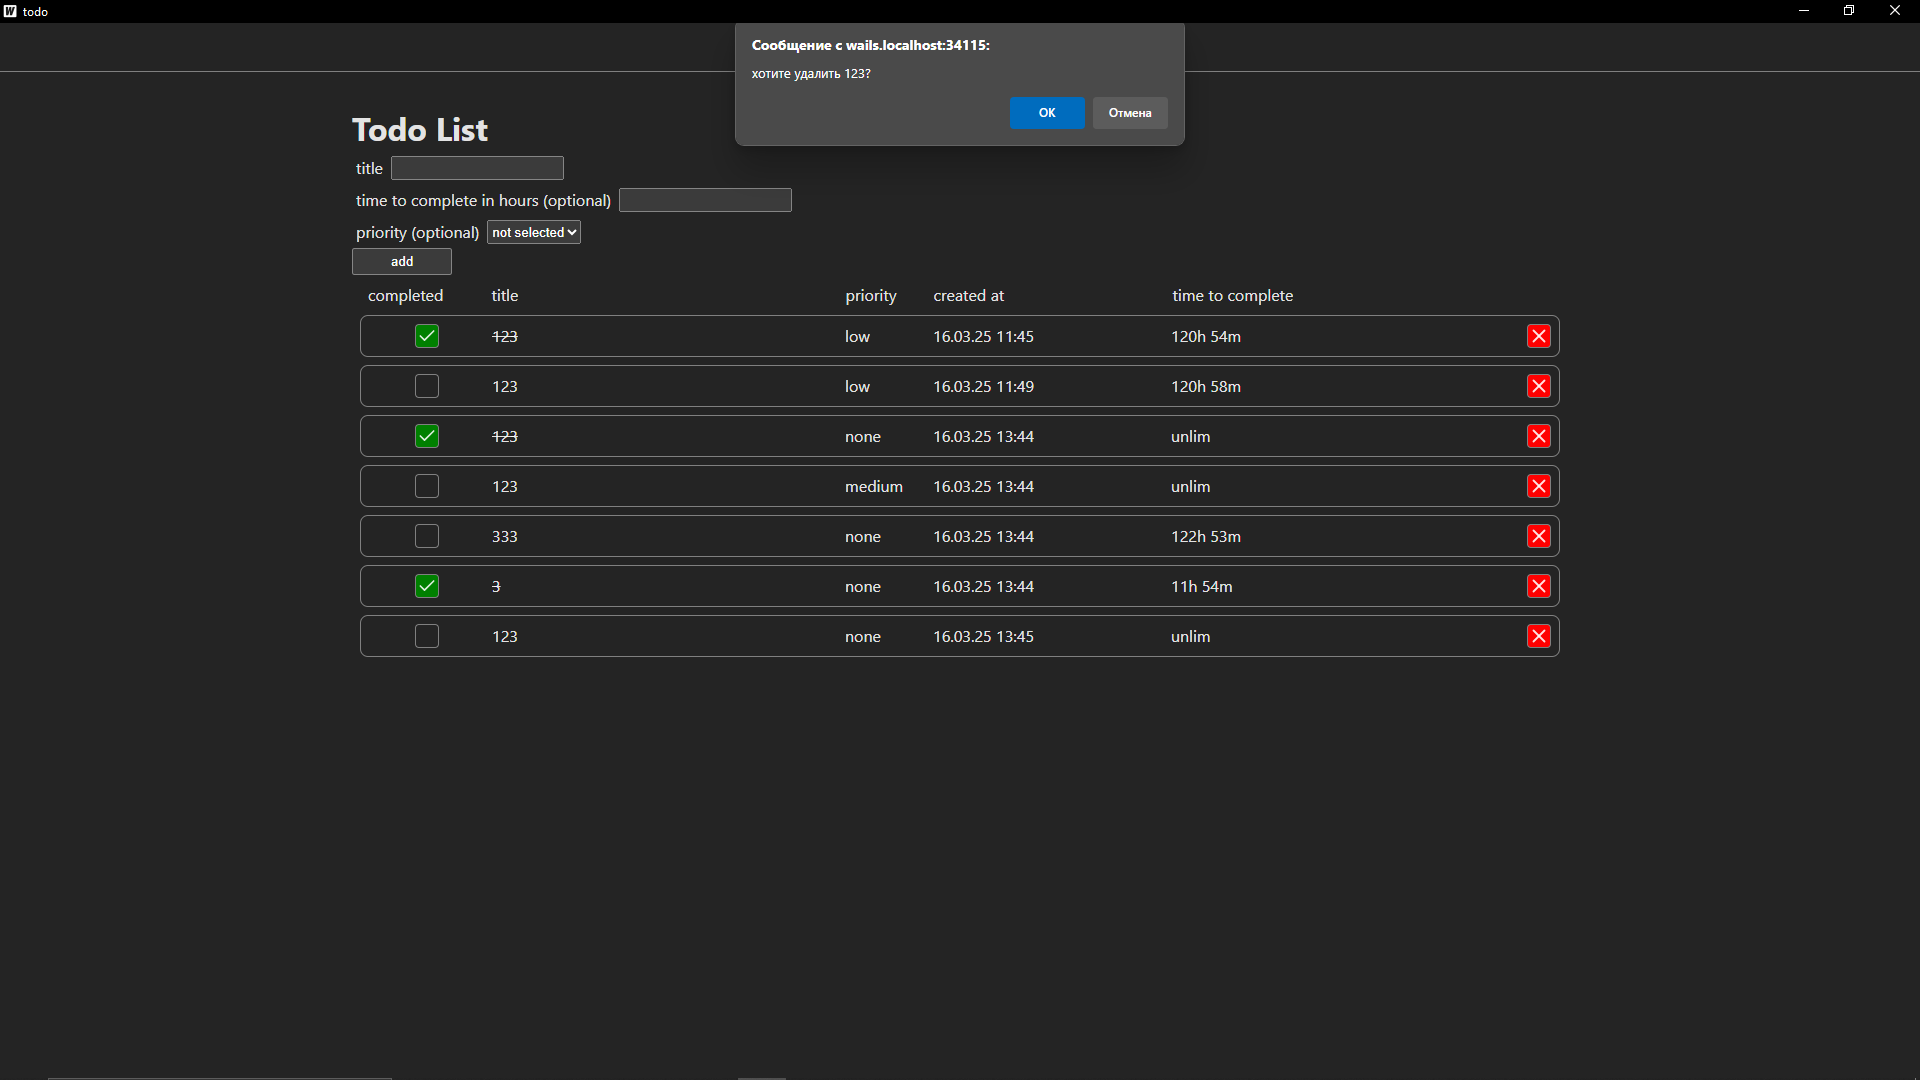 W todo
Сообщение с wails.localhost:34115:
хотите удалить 123?
ОК Отмена
Todo List
title
time to complete in hours (optional)
priority (optional) not selected
add
completed title priority created at time to complete
123 low 16.03.25 11:45 120h 54m
123 low 16.03.25 11:49 120h 58m
123 none 16.03.25 13:44 unlim
123 medium 16.03.25 13:44 unlim
333 none 16.03.25 13:44 122h 53m
3 none 16.03.25 13:44 11h 54m
123 none 16.03.25 13:45 unlim